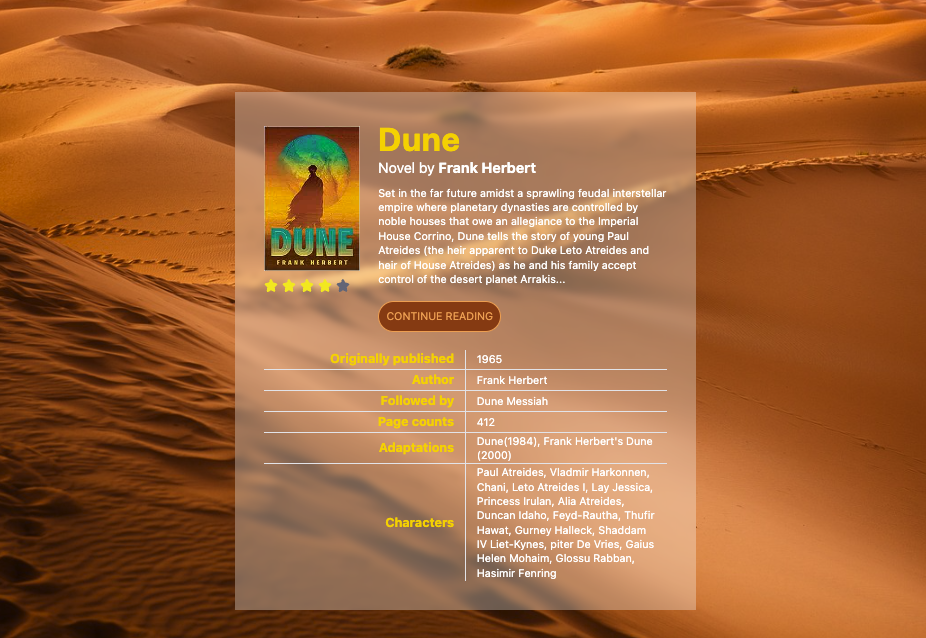 Dune
Novel by Frank Herbert
Set in the far future amidst a sprawling feudal interstellar
empire where planetary dynasties are controlled by
noble houses that owe an allegiance to the Imperial
House Corrino, Dune tells the story of young Paul
Atreides (the heir apparent to Duke Leto Atreides and
heir of House Atreides) as he and his family accept
control of the desert planet Arrakis...
DUNE
FRANK HERBERT
CONTINUE READING
Originally published 1965
Author Frank Herbert
Followed by Dune Messiah
Page counts 412
Adaptations Dune(1984), Frank Herbert's Dune
(2000)
Characters Paul Atreides, Vladmir Harkonnen,
Chani, Leto Atreides I, Lay Jessica,
Princess Irulan, Alia Atreides,
Duncan Idaho, Feyd-Rautha, Thufir
Hawat, Gurney Halleck, Shaddam
IV Liet-Kynes, piter De Vries, Gaius
Helen Mohaim, Glossu Rabban,
Hasimir Fenring